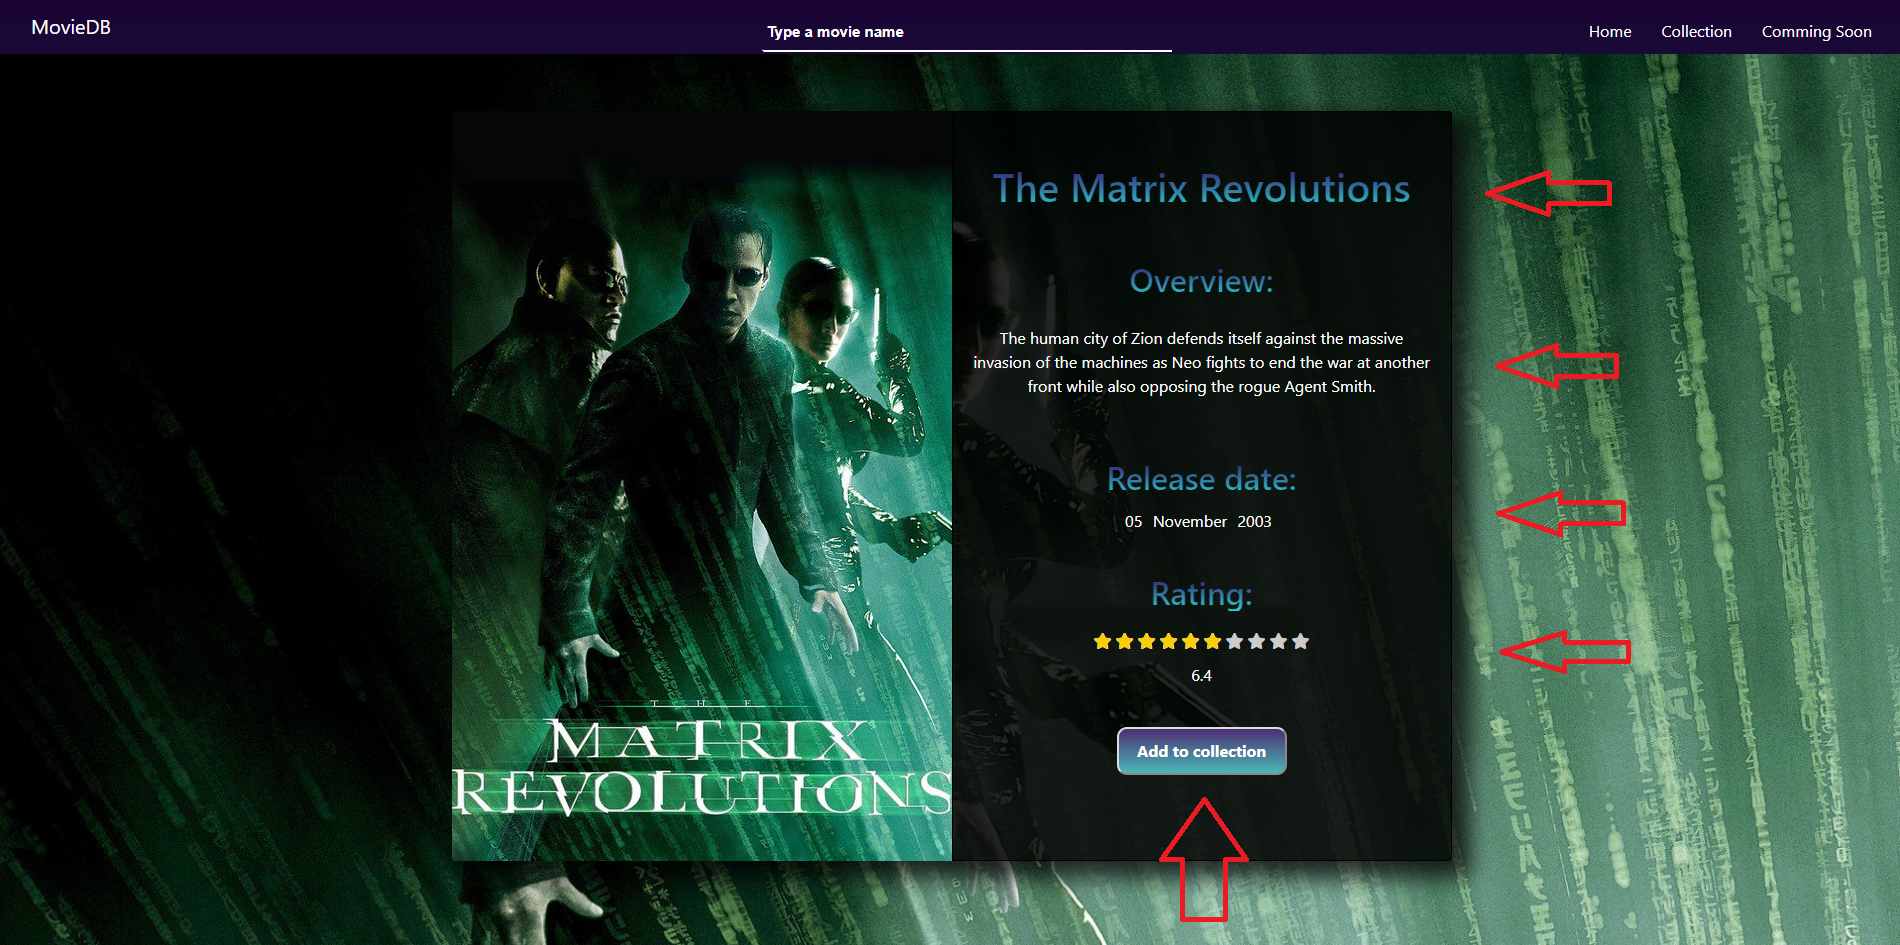 MovieDB
Type a movie name
Home
Collection
Comming Soon
The Matrix Revolutions
Overview:
The human city of Zion defends itself against the massive
invasion of the machines as Neo fights to end the war at another
front while also opposing the rogue Agent Smith.
Release date:
05 November 2003
Rating:
6.4
Add to collection
THE
MATRIX
REVOLUTIONS